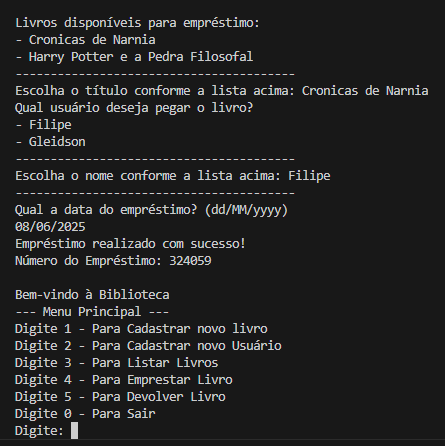 Livros disponíveis para empréstimo:
- Cronicas de Narnia
- Harry Potter e a Pedra Filosofal
-------------------------------------
Escolha o título conforme a lista acima: Cronicas de Narnia
Qual usuário deseja pegar o livro?
- Filipe
- Gleidson
-------------------------------------
Escolha o nome conforme a lista acima: Filipe
-------------------------------------
Qual a data do empréstimo? (dd/MM/yyyy)
08/06/2025
Empréstimo realizado com sucesso!
Número do Empréstimo: 324059

Bem-vindo à Biblioteca
--- Menu Principal ---
Digite 1 - Para Cadastrar novo livro
Digite 2 - Para Cadastrar novo Usuário
Digite 3 - Para Listar Livros
Digite 4 - Para Emprestar Livro
Digite 5 - Para Devolver Livro
Digite 0 - Para Sair
Digite: